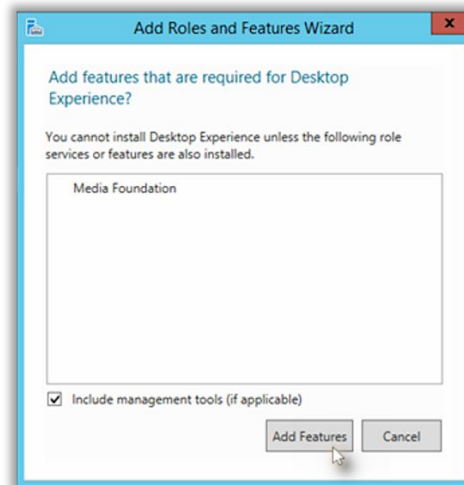 Add Roles and Features Wizard
x
Add features that are required for Desktop
Experience?
You cannot install Desktop Experience unless the following role
services or features are also installed.
Media Foundation
Include management tools (if applicable)
Add Features
Cancel